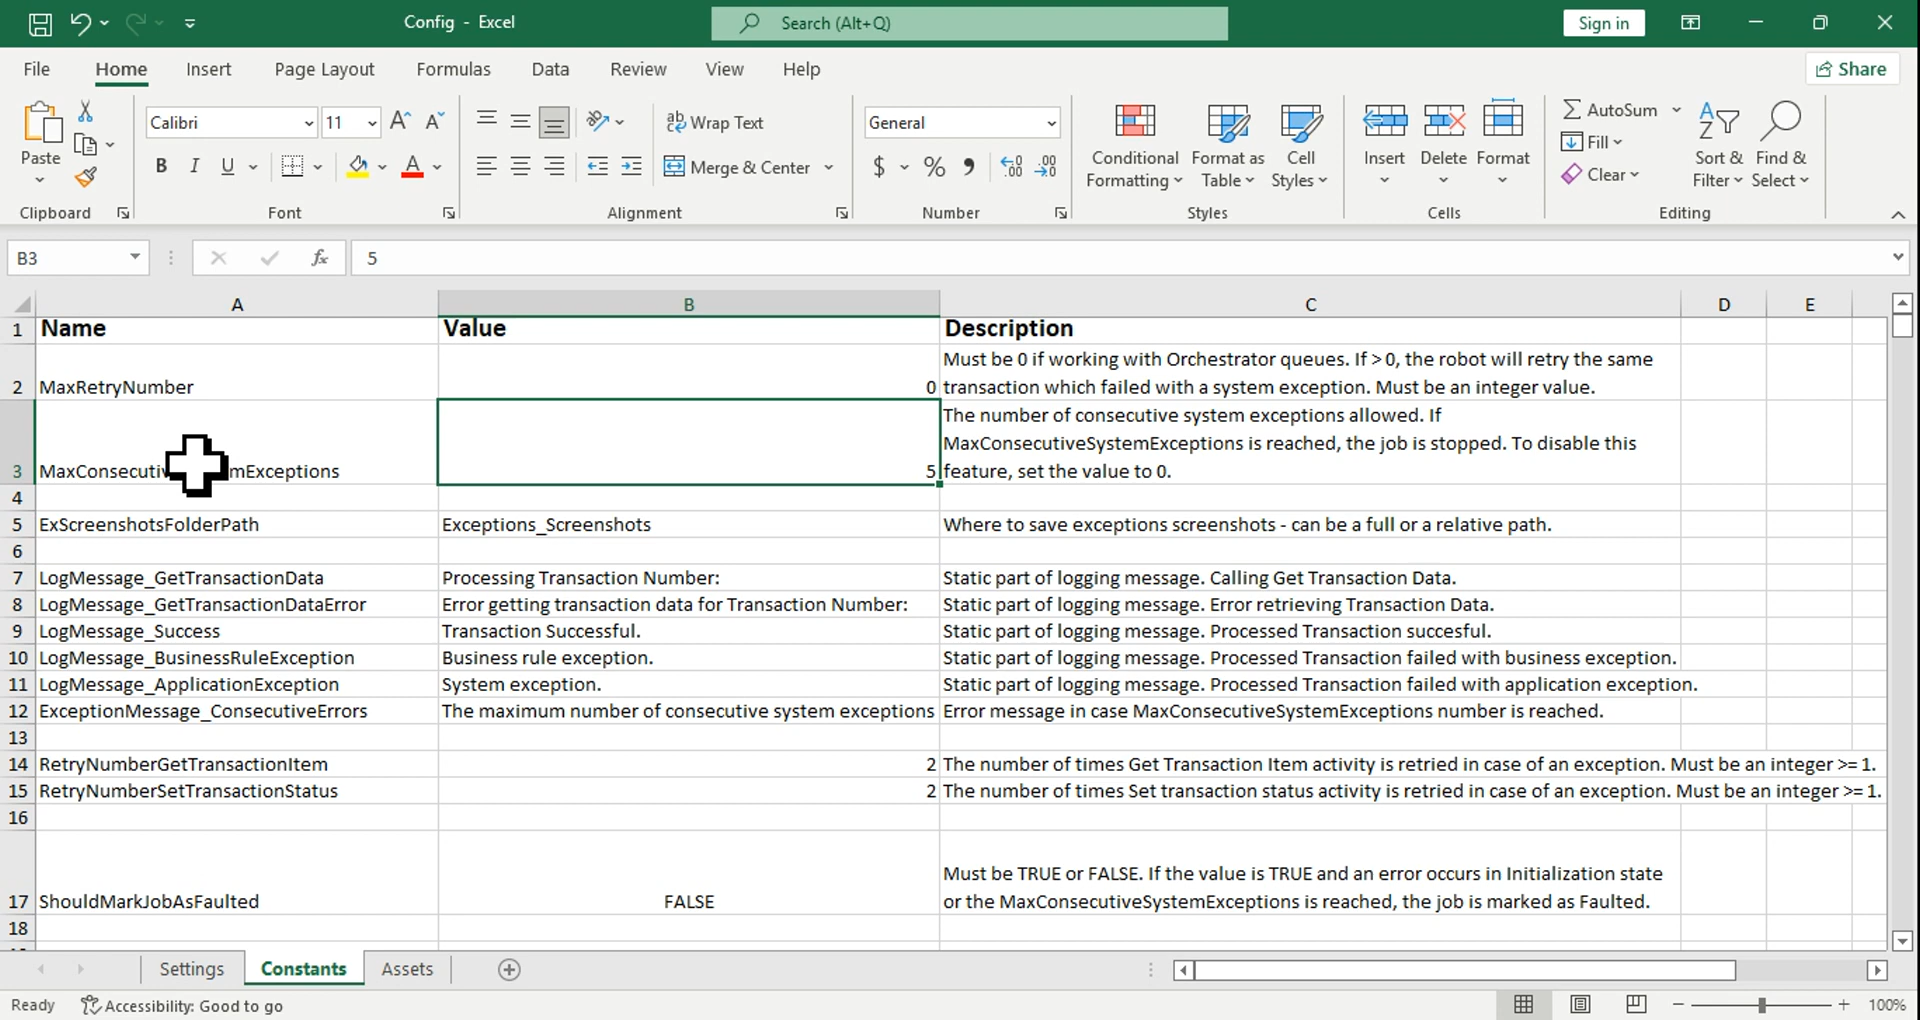 Config - Excel
Search (Alt+Q)
Sign in
File Home Insert Page Layout Formulas Data Review View Help
Share
Paste
Clipboard
Calibri 11
B I U
Font
Wrap Text
Merge & Center
Alignment
General
$ % ,
Number
Conditional Formatting
Format as Table
Cell Styles
Styles
Insert Delete Format
Cells
AutoSum
Fill
Clear
Sort & Filter
Find & Select
Editing
B3
fx
5
A B C D E
1 Name Value Description
Must be 0 if working with Orchestrator queues. If > 0, the robot will retry the same
2 MaxRetryNumber 0 transaction which failed with a system exception. Must be an integer value.
The number of consecutive system exceptions allowed. If
MaxConsecutiveSystemExceptions is reached, the job is stopped. To disable this
3 MaxConsecutiv mExceptions 5 feature, set the value to 0.
4
5 ExScreenshotsFolderPath Exceptions_Screenshots Where to save exceptions screenshots - can be a full or a relative path.
6
7 LogMessage_GetTransactionData Processing Transaction Number: Static part of logging message. Calling Get Transaction Data.
8 LogMessage_GetTransactionDataError Error getting transaction data for Transaction Number: Static part of logging message. Error retrieving Transaction Data.
9 LogMessage_Success Transaction Successful. Static part of logging message. Processed Transaction succesful.
10 LogMessage_BusinessRuleException Business rule exception. Static part of logging message. Processed Transaction failed with business exception.
11 LogMessage_ApplicationException System exception. Static part of logging message. Processed Transaction failed with application exception.
12 ExceptionMessage_ConsecutiveErrors The maximum number of consecutive system exceptions Error message in case MaxConsecutiveSystemExceptions number is reached.
13
14 RetryNumberGetTransactionItem 2 The number of times Get Transaction Item activity is retried in case of an exception. Must be an integer >= 1.
15 RetryNumberSetTransactionStatus 2 The number of times Set transaction status activity is retried in case of an exception. Must be an integer >= 1.
16
Must be TRUE or FALSE. If the value is TRUE and an error occurs in Initialization state
17 ShouldMarkJobAsFaulted FALSE or the MaxConsecutiveSystemExceptions is reached, the job is marked as Faulted.
18
Settings Constants Assets
Ready Accessibility: Good to go
100%